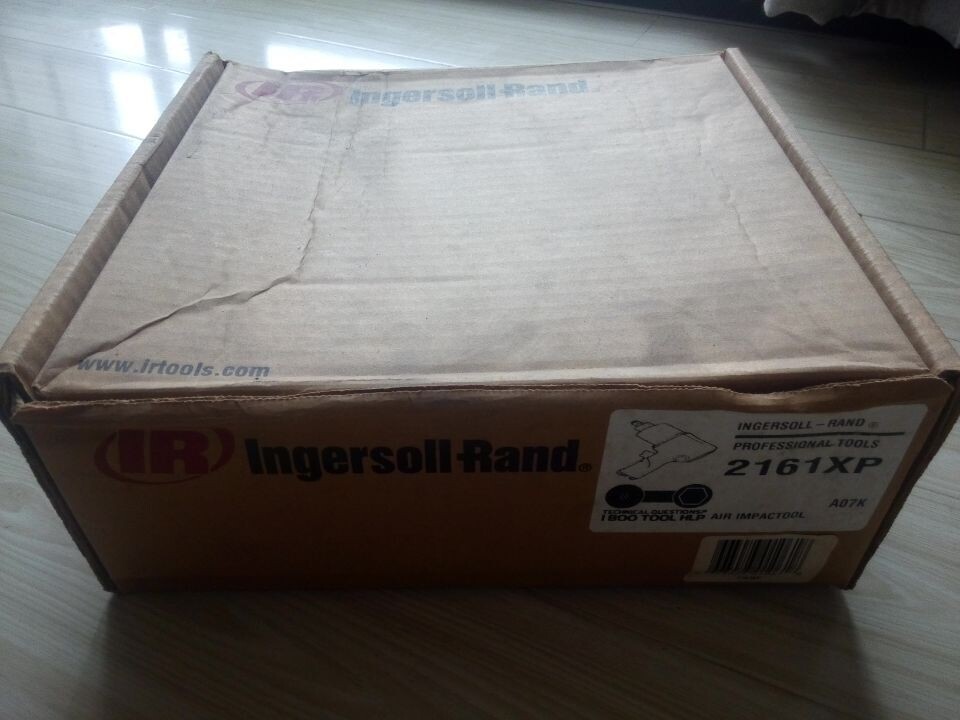 IR Ingersoll-Rand
www.irtools.com
IR Ingersoll-Rand®
INGERSOLL-RAND®
PROFESSIONAL TOOLS
2161XP
A07K
TECHNICAL QUESTIONS?
1 800 TOOL HLP AIR IMPACTOOL